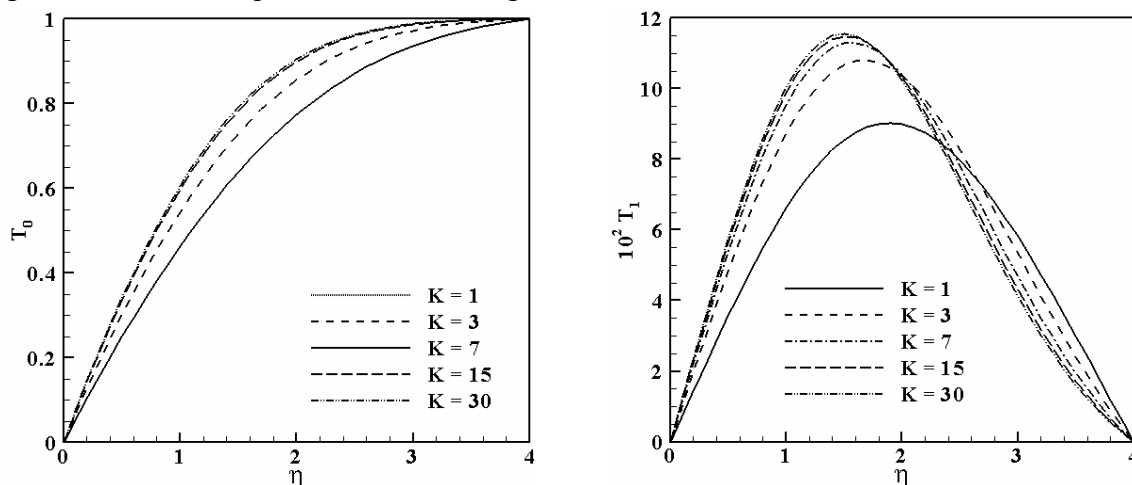 1
0.8
0.6
0.4
0.2
0
T₀
0 1 2 3 4
η
K = 1
K = 3
K = 7
K = 15
K = 30
12
10
8
6
4
2
0
10² T₁
0 1 2 3 4
η
K = 1
K = 3
K = 7
K = 15
K = 30